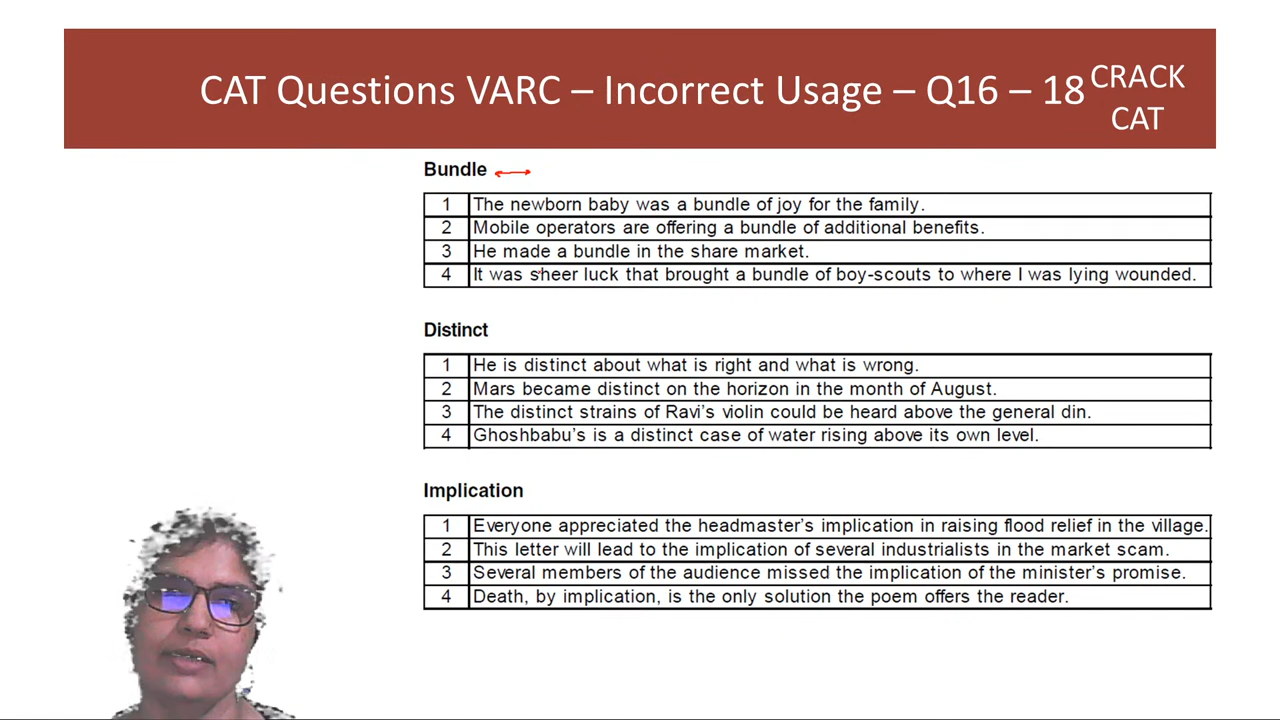 CAT Questions VARC – Incorrect Usage – Q16 – 18
CRACK
CAT
Bundle
1 The newborn baby was a bundle of joy for the family.
2 Mobile operators are offering a bundle of additional benefits.
3 He made a bundle in the share market.
4 It was sheer luck that brought a bundle of boy-scouts to where I was lying wounded.
Distinct
1 He is distinct about what is right and what is wrong.
2 Mars became distinct on the horizon in the month of August.
3 The distinct strains of Ravi's violin could be heard above the general din.
4 Ghoshbabu's is a distinct case of water rising above its own level.
Implication
1 Everyone appreciated the headmaster's implication in raising flood relief in the village.
2 This letter will lead to the implication of several industrialists in the market scam.
3 Several members of the audience missed the implication of the minister's promise.
4 Death, by implication, is the only solution the poem offers the reader.